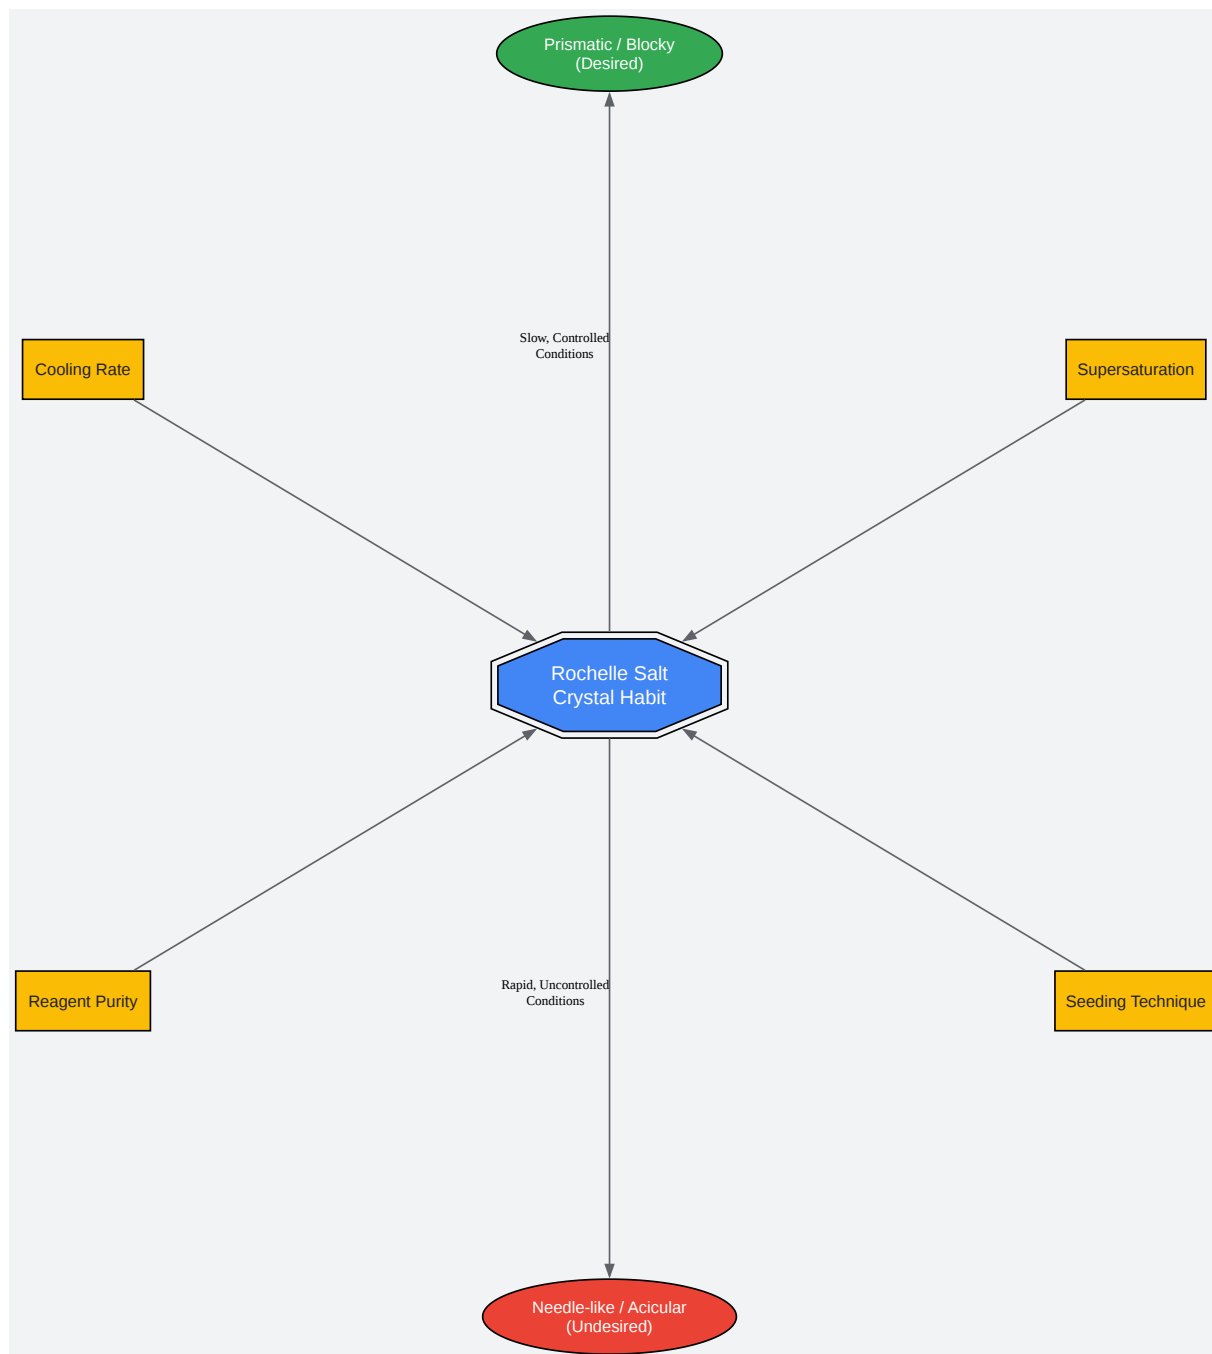 Prismatic / Blocky
(Desired)
Slow, Controlled
Conditions
Cooling Rate
Supersaturation
Rochelle Salt
Crystal Habit
Rapid, Uncontrolled
Conditions
Reagent Purity
Seeding Technique
Needle-like / Acicular
(Undesired)